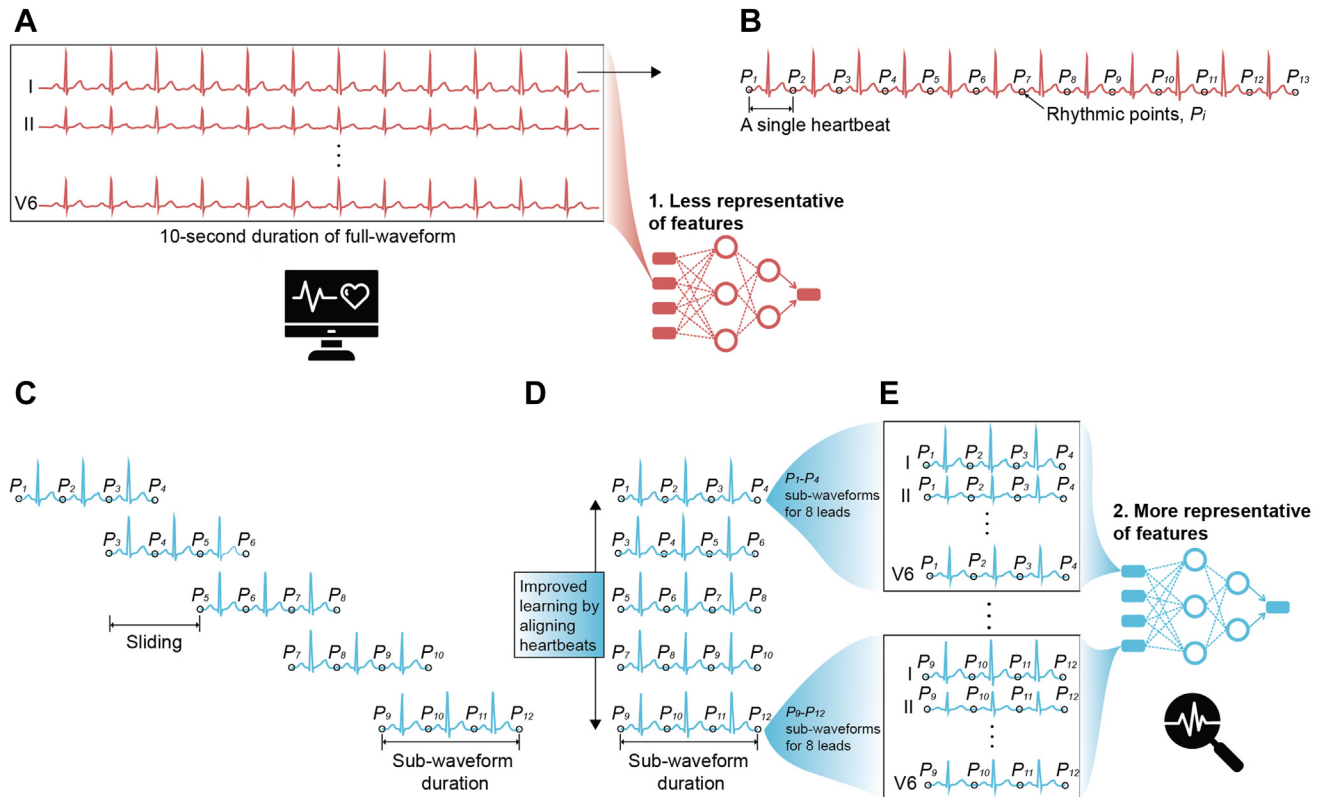 A
I
II
V6
10-second duration of full-waveform
1. Less representative
of features
B
P1 P2 P3 P4 P5 P6 P7 P8 P9 P10 P11 P12 P13
A single heartbeat
Rhythmic points, Pi
C
P1 P2 P3 P4
P3 P4 P5 P6
P5 P6 P7 P8
Sliding
P7 P8 P9 P10
P9 P10 P11 P12
Sub-waveform
duration
D
P1 P2 P3 P4
P3 P4 P5 P6
P5 P6 P7 P8
P7 P8 P9 P10
P9 P10 P11 P12
Improved
learning by
aligning
heartbeats
Sub-waveform
duration
P1-P4
sub-waveforms
for 8 leads
P9-P12
sub-waveforms
for 8 leads
E
P1 P2 P3 P4
I
P1 P2 P3 P4
II
P1 P2 P3 P4
V6
P9 P10 P11 P12
I
P9 P10 P11 P12
II
P9 P10 P11 P12
V6
2. More representative
of features